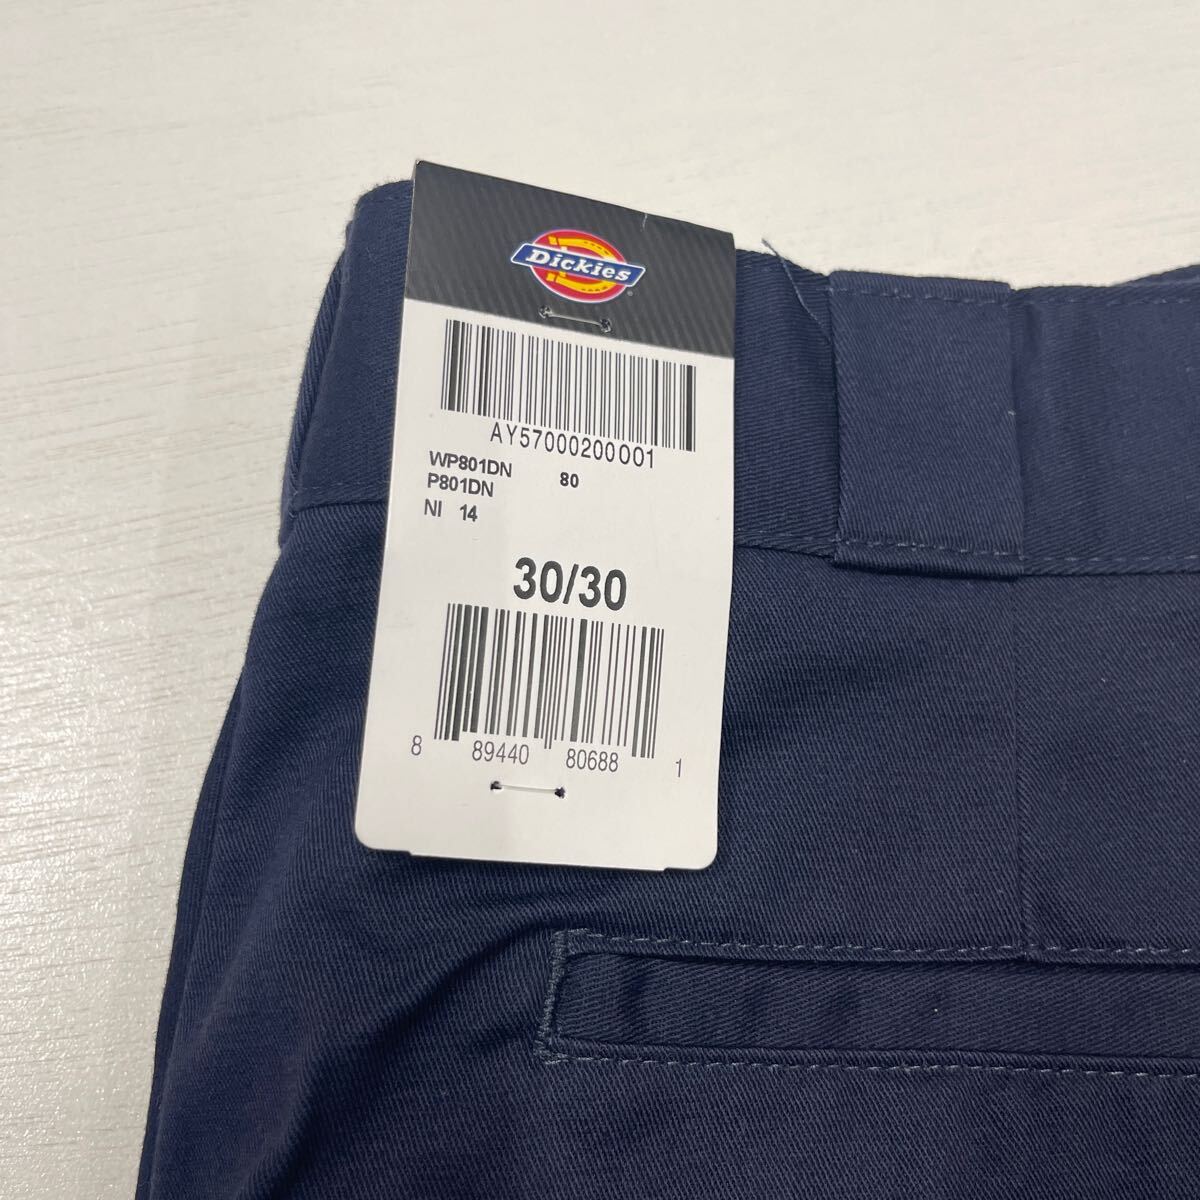 Dickies
AY57000200001
WP801DN 80
P801DN
NI 14
30/30
8 89440 80688 1